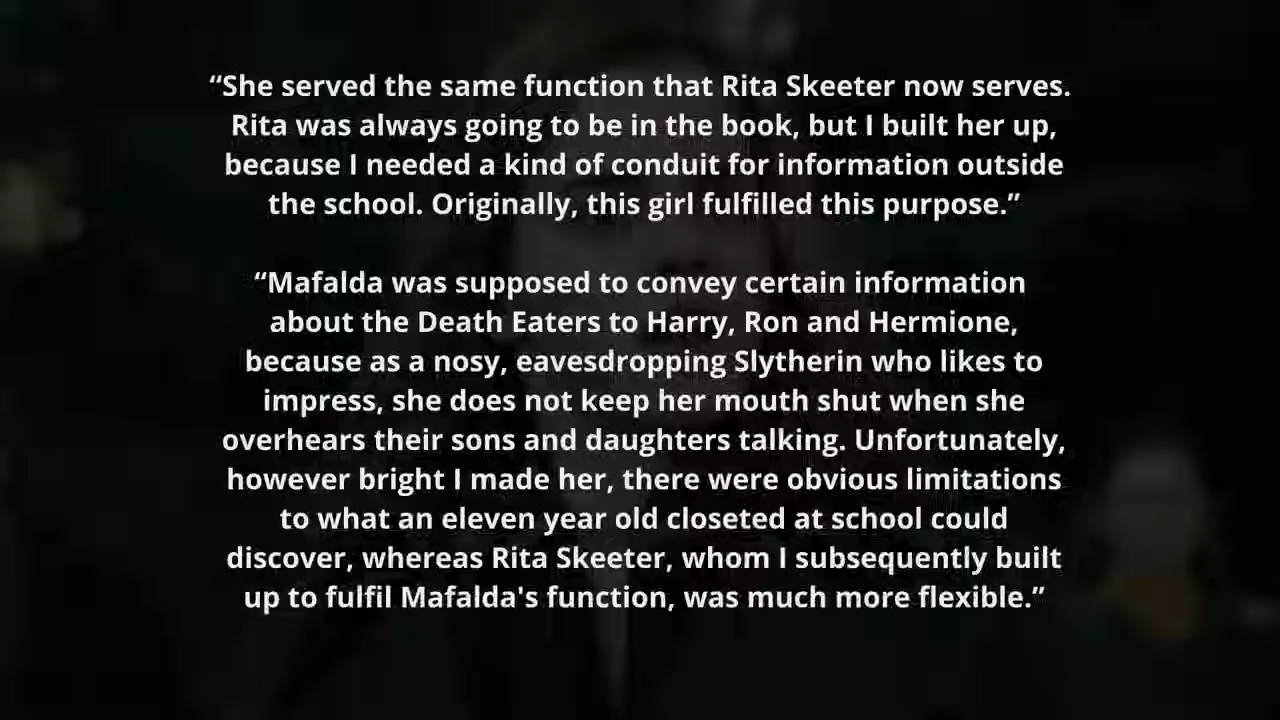 “She served the same function that Rita Skeeter now serves.
Rita was always going to be in the book, but I built her up,
because I needed a kind of conduit for information outside
the school. Originally, this girl fulfilled this purpose.”
“Mafalda was supposed to convey certain information
about the Death Eaters to Harry, Ron and Hermione,
because as a nosy, eavesdropping Slytherin who likes to
impress, she does not keep her mouth shut when she
overhears their sons and daughters talking. Unfortunately,
however bright I made her, there were obvious limitations
to what an eleven year old closeted at school could
discover, whereas Rita Skeeter, whom I subsequently built
up to fulfil Mafalda's function, was much more flexible.”